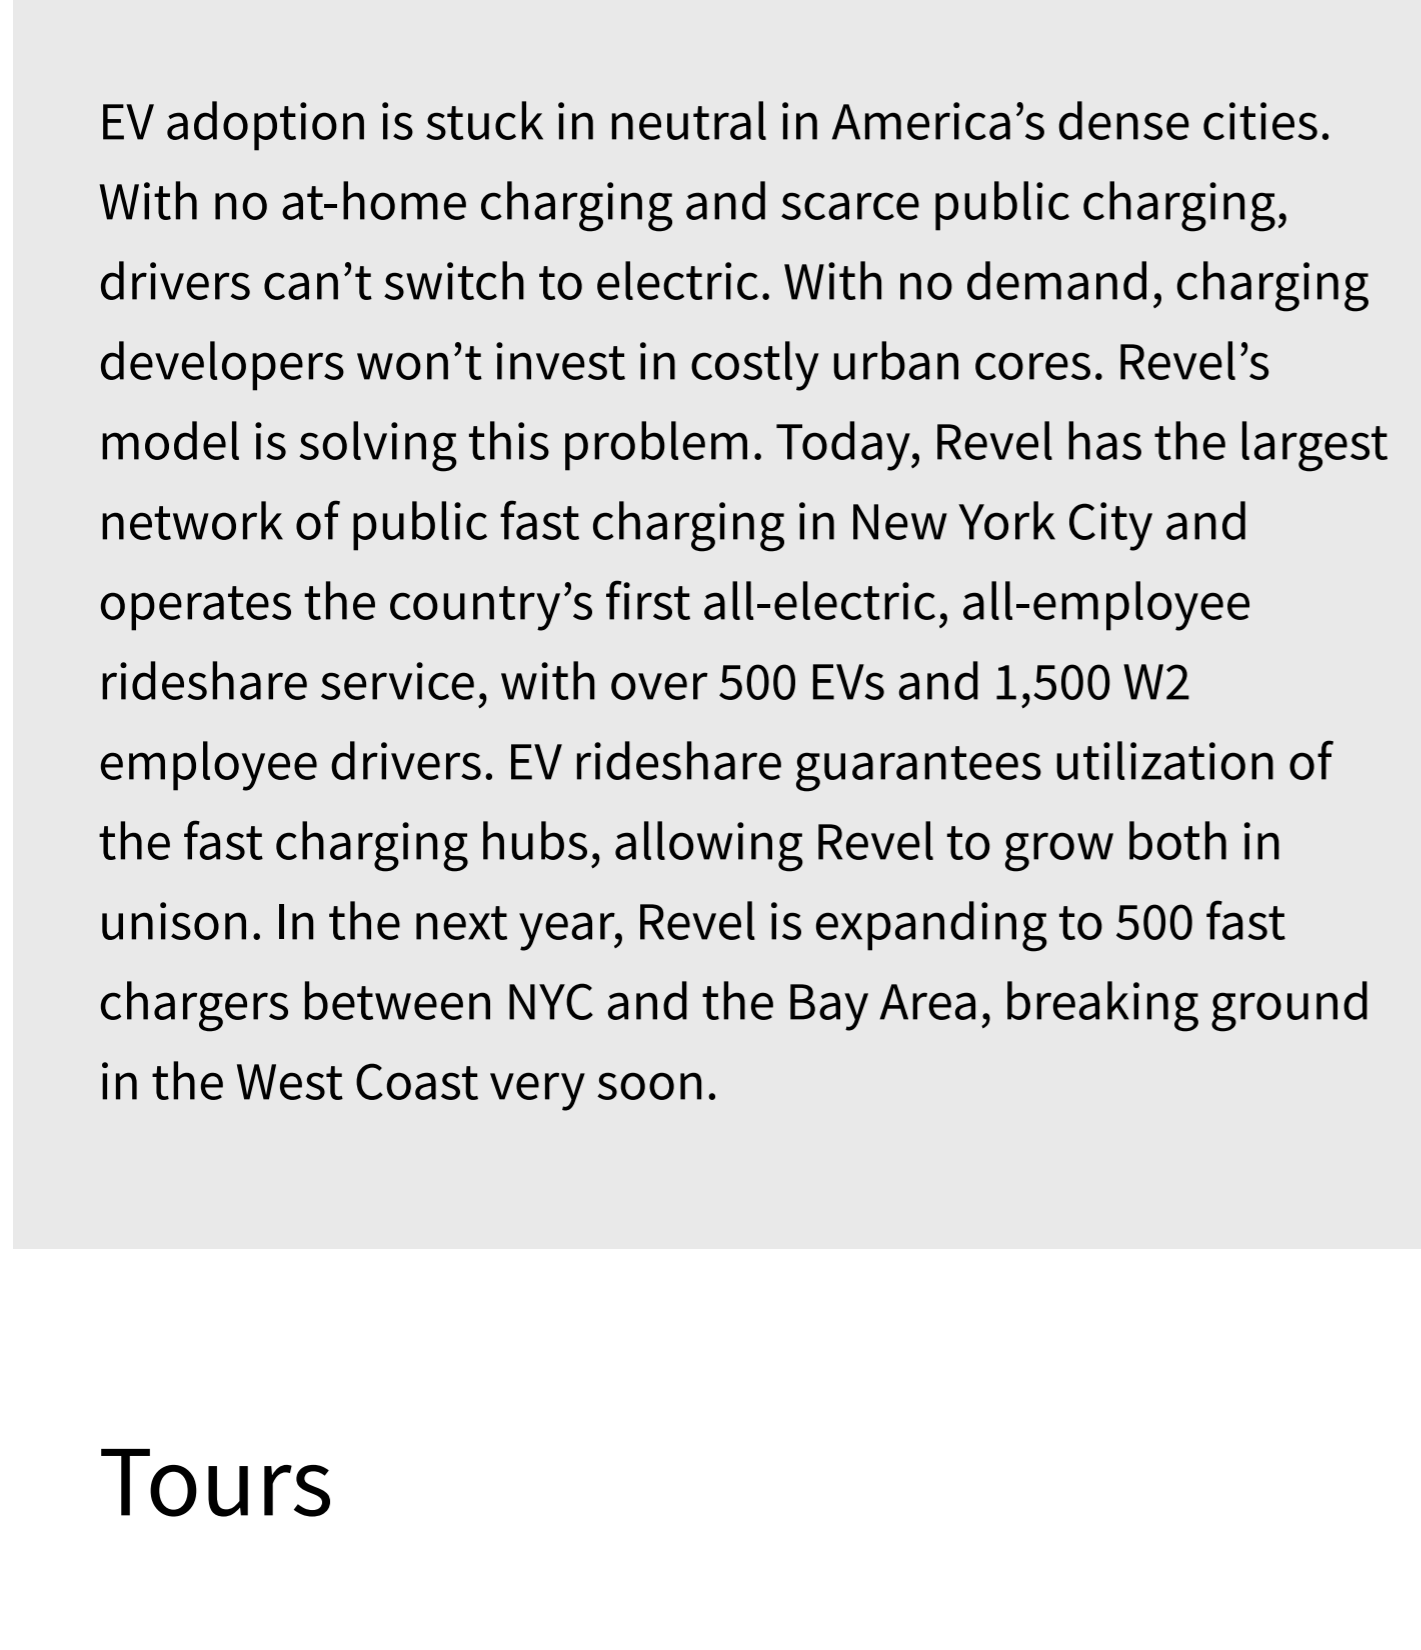 EV adoption is stuck in neutral in America’s dense cities.
With no at-home charging and scarce public charging,
drivers can’t switch to electric. With no demand, charging
developers won’t invest in costly urban cores. Revel’s
model is solving this problem. Today, Revel has the largest
network of public fast charging in New York City and
operates the country’s first all-electric, all-employee
rideshare service, with over 500 EVs and 1,500 W2
employee drivers. EV rideshare guarantees utilization of
the fast charging hubs, allowing Revel to grow both in
unison. In the next year, Revel is expanding to 500 fast
chargers between NYC and the Bay Area, breaking ground
in the West Coast very soon.
Tours